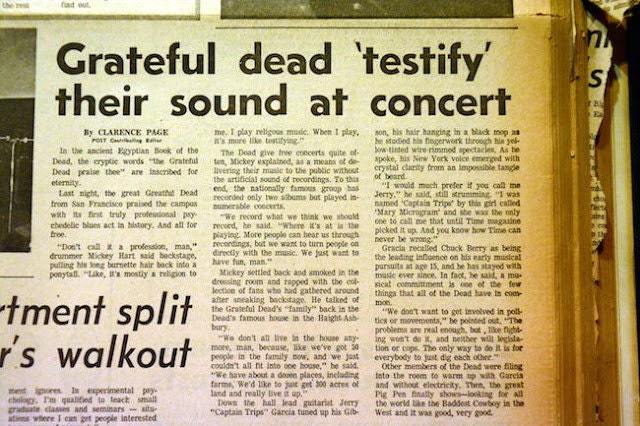 the rest
find out.
Grateful dead 'testify'
their sound at concert
By CLARENCE PAGE
POST Contributing Editor
In the ancient Egyptian Book of the
Dead, the cryptic words "the Grateful
Dead praise thee" are inscribed for
eternity.
Last night, the great Greatful Dead
from San Francisco praised the campus
with its first truly professional psy-
chedelic blues act in history. And all for
free.
"Don't call it a profession, man,"
drummer Mickey Hart said backstage,
pulling his long burnette hair back into a
ponytail. "Like, it's mostly a religion to
me. I play religous music. When I play,
it's more like testifying."
The Dead give free concerts quite of-
ten, Mickey explained, as a means of de-
livering their music to the public without
the artificial sound of recordings. To this
end, the nationally famous group has
recorded only two albums but played in-
numerable concerts.
"We record what we think we should
record, he said. "Where it's at is the
playing. More people can hear us through
recordings, but we want to turn people on
directly with the music. We just want to
have fun, man."
Mickey settled back and smoked in the
dressing room and rapped with the col-
lection of fans who had gathered around
after sneaking backstage. He talked of
the Grateful Dead's "family" back in the
Dead's famous house in the Haight-Ash-
bury.
"We don't all live in the house any-
more, man, because, like we've got 50
people in the family now, and we just
couldn't all fit into one house," he said.
"We have about a dozen places, including
farms, We'd like to just get 300 acres of
land and really live it up."
Down the hall lead guitarist Jerry
"Captain Trips" Garcia tuned up his Gib-
son, his hair hanging in a black mop as
he studied his fingerwork through his yel-
low-tinted wire-rimmed spectacles. As he
spoke, his New York voice emerged with
crystal clarity from an impossible tangle
of beard.
"I would much prefer if you call me
Jerry," he said, still strumming. "I was
named 'Captain Trips' by this girl called
'Mary Microgram' and she was the only
one to call me that until Time magazine
picked it up. And you know how Time can
never be wrong."
Gracia recalled Chuck Berry as being
the leading influence on his early musical
pursuits at age 15, and he has stayed with
music ever since. In fact, he said, a mu-
sical commitment is one of the few
things that all of the Dead have in com-
mon.
"We don't want to get involved in poli-
tics or movements," he pointed out, "The
problems are real enough, but , like fight-
ing won't do it, and neither will legisla-
tion or cops. The only way to do it is for
everybody to just dig each other."
Other members of the Dead were filing
into the room to warm up with Garcia
and without electricity. Then, the great
Pig Pen finally shows—looking for all
the world like the Baddest Cowboy in the
West and it was good, very good.
rtment split
r's walkout
ment ignores. In experimental psy-
chology, I'm qualified to teach small
graduate classes and seminars — situ-
ations where I can get people interested